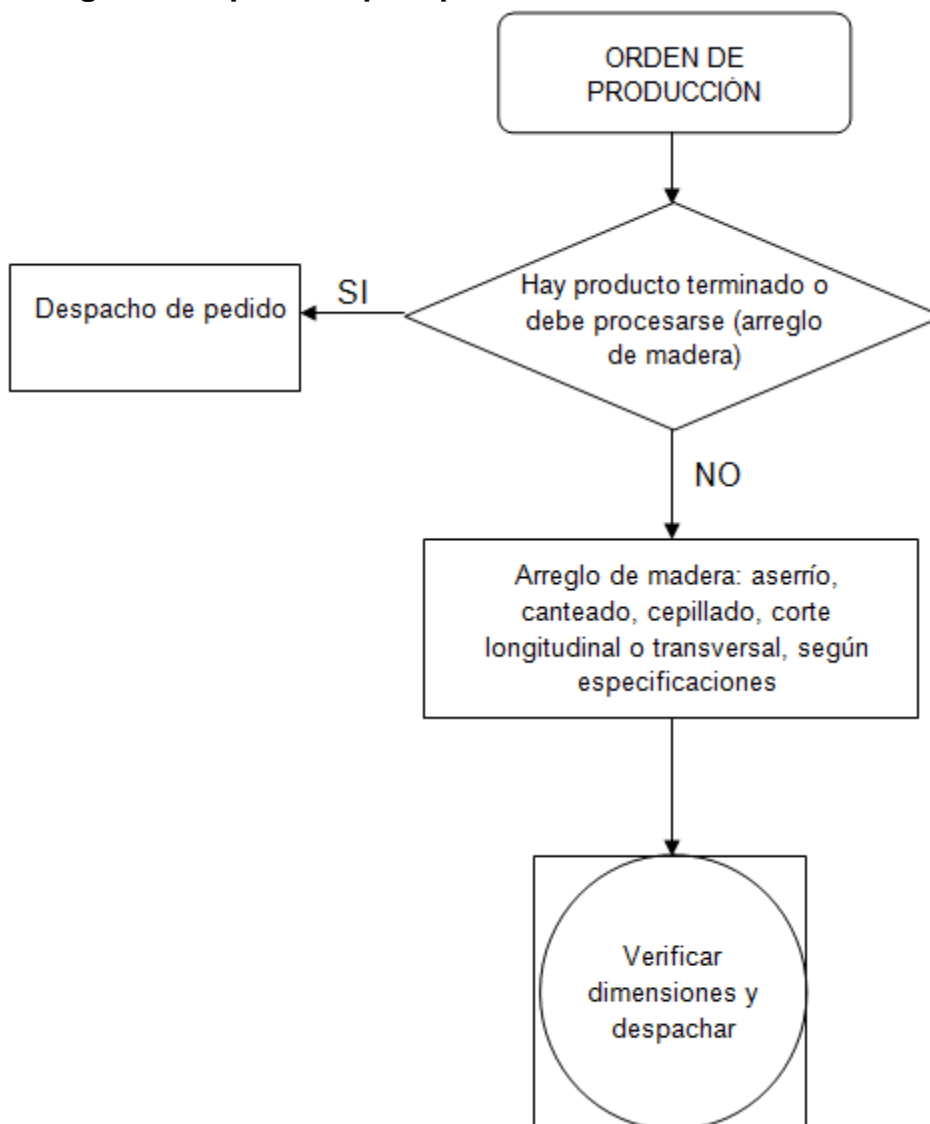 ORDEN DE
PRODUCCIÓN
Hay producto terminado o
debe procesarse (arreglo
de madera)
SI
Despacho de pedido
NO
Arreglo de madera: aserrío,
canteado, cepillado, corte
longitudinal o transversal, según
especificaciones
Verificar
dimensiones y
despachar